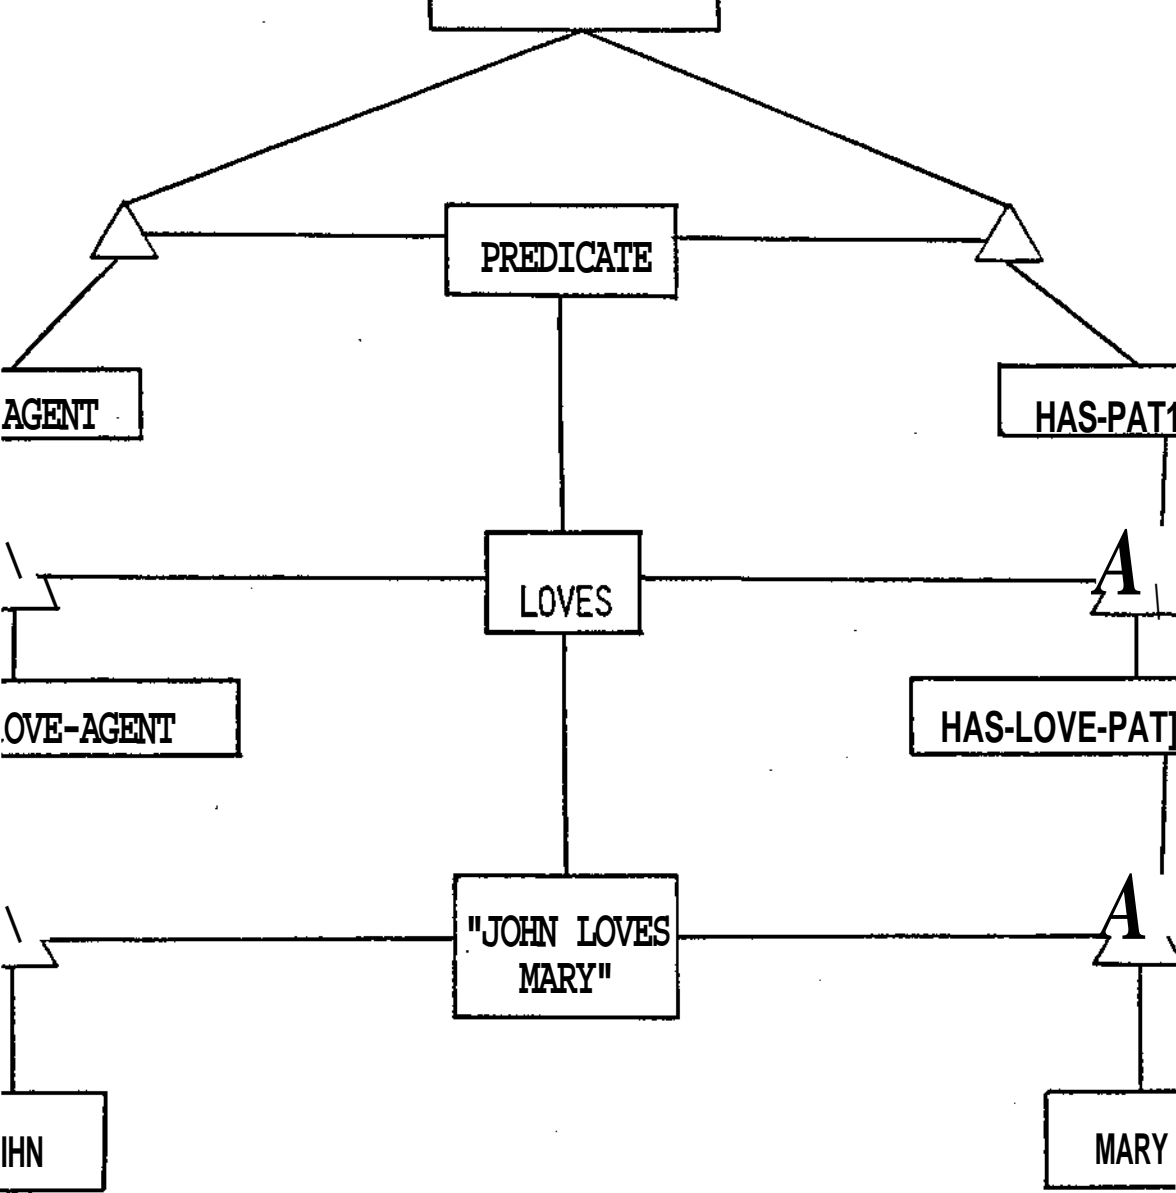 PREDICATE
AGENT
HAS-PAT1
LOVES
A
OVE-AGENT
HAS-LOVE-PAT]
"JOHN LOVES
MARY"
A
IHN
MARY